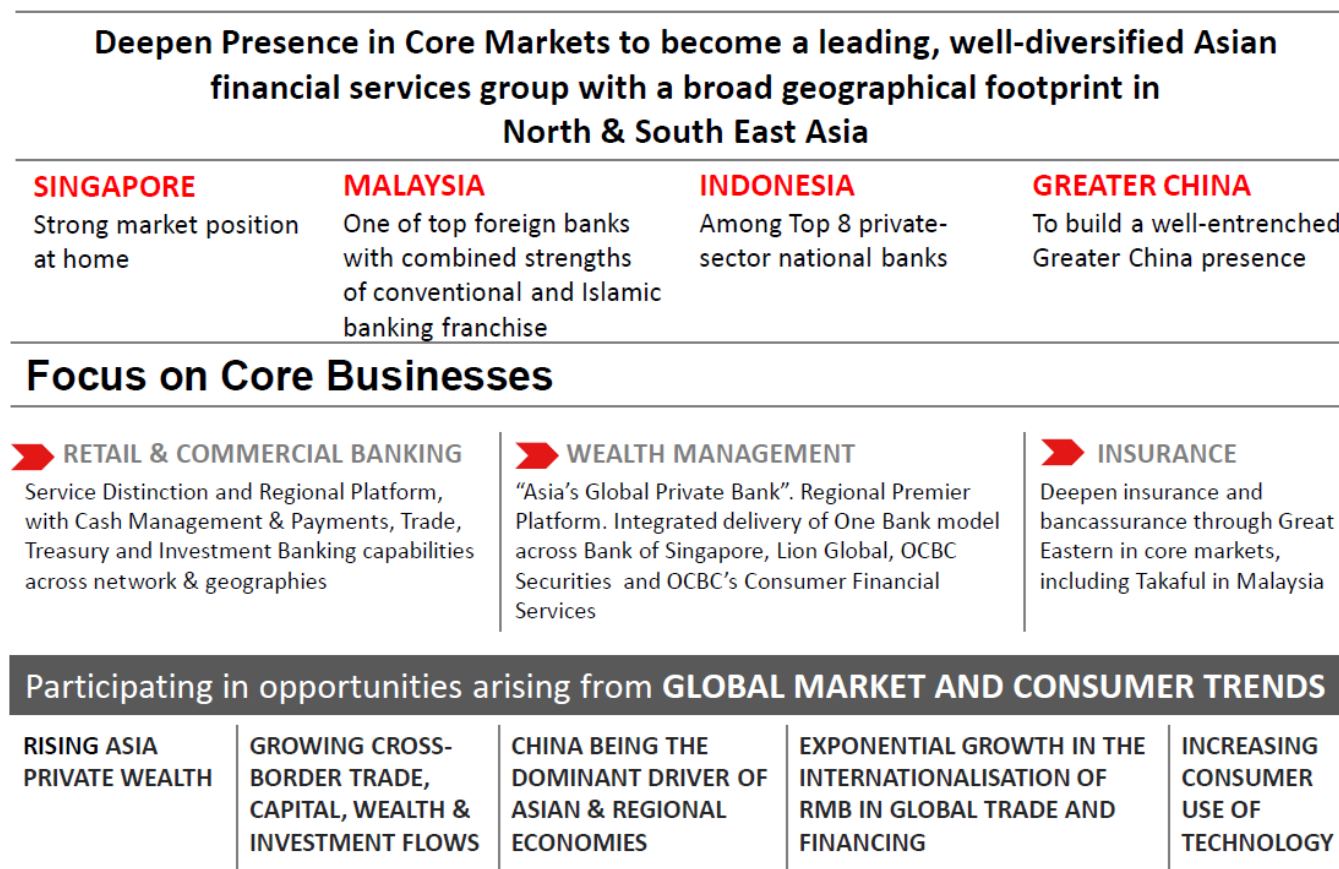 Deepen Presence in Core Markets to become a leading, well-diversified Asian
financial services group with a broad geographical footprint in
North & South East Asia
SINGAPORE
Strong market position
at home
MALAYSIA
One of top foreign banks
with combined strengths
of conventional and Islamic
banking franchise
INDONESIA
Among Top 8 private-
sector national banks
GREATER CHINA
To build a well-entrenched
Greater China presence
Focus on Core Businesses
RETAIL & COMMERCIAL BANKING
Service Distinction and Regional Platform,
with Cash Management & Payments, Trade,
Treasury and Investment Banking capabilities
across network & geographies
WEALTH MANAGEMENT
“Asia’s Global Private Bank”. Regional Premier
Platform. Integrated delivery of One Bank model
across Bank of Singapore, Lion Global, OCBC
Securities and OCBC’s Consumer Financial
Services
INSURANCE
Deepen insurance and
bancassurance through Great
Eastern in core markets,
including Takaful in Malaysia
Participating in opportunities arising from GLOBAL MARKET AND CONSUMER TRENDS
RISING ASIA
PRIVATE WEALTH
GROWING CROSS-
BORDER TRADE,
CAPITAL, WEALTH &
INVESTMENT FLOWS
CHINA BEING THE
DOMINANT DRIVER OF
ASIAN & REGIONAL
ECONOMIES
EXPONENTIAL GROWTH IN THE
INTERNATIONALISATION OF
RMB IN GLOBAL TRADE AND
FINANCING
INCREASING
CONSUMER
USE OF
TECHNOLOGY